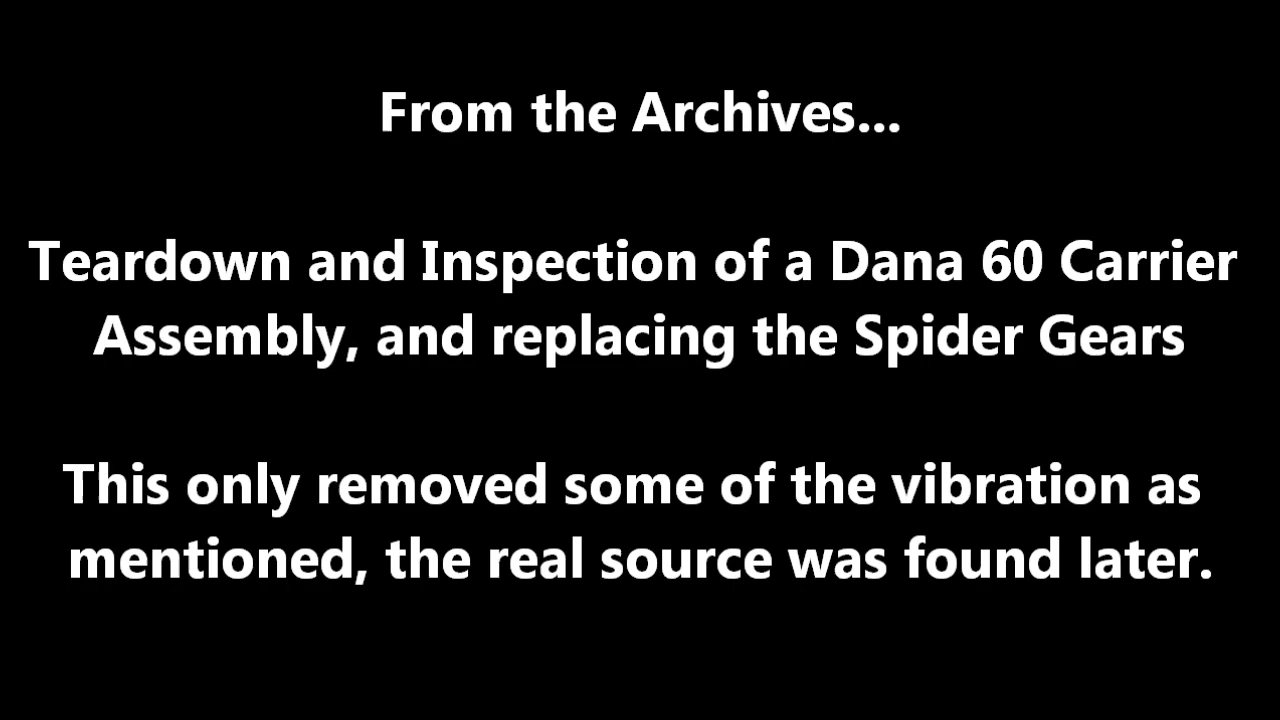 From the Archives...
Teardown and Inspection of a Dana 60 Carrier
Assembly, and replacing the Spider Gears
This only removed some of the vibration as
mentioned, the real source was found later.